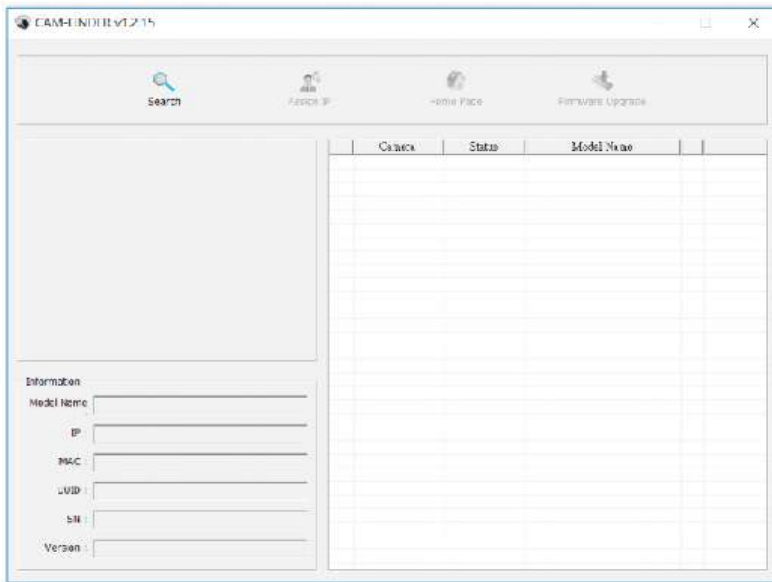 CAM-FINDER v1.2.15
Search Assign IP Home Page Firmware Upgrade
Camera Status Model Name
Information
Model Name
IP
MAC :
UUID :
SN :
Version :